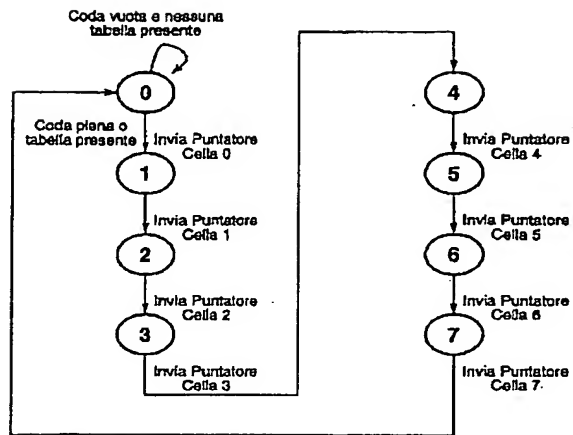 Coda vuota e nessuna
tabella presente
0
Coda piena o
tabella presente
Invia Puntatore
Cella 0
1
Invia Puntatore
Cella 1
2
Invia Puntatore
Cella 2
3
Invia Puntatore
Cella 3
4
Invia Puntatore
Cella 4
5
Invia Puntatore
Cella 5
6
Invia Puntatore
Cella 6
7
Invia Puntatore
Cella 7